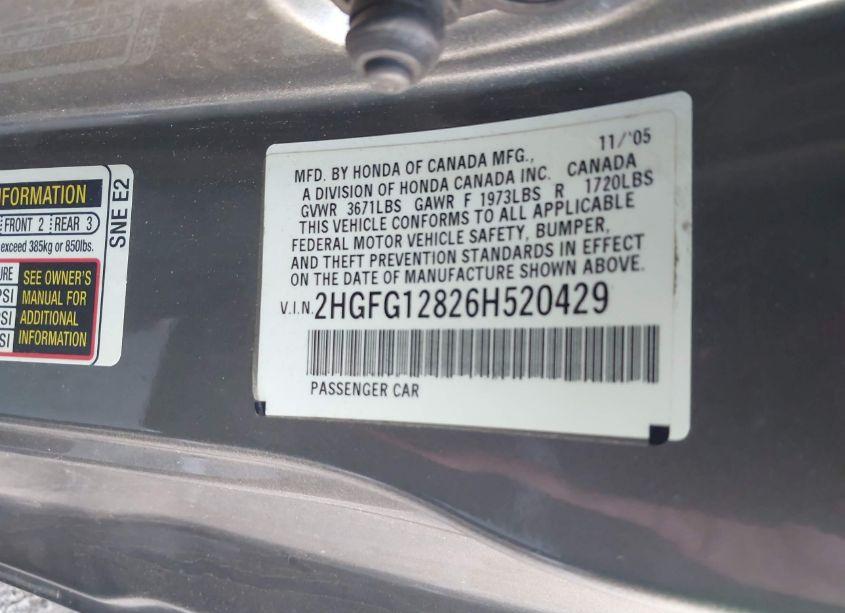 NFORMATION
FRONT 2 REAR 3
exceed 385kg or 850lbs.
SEE OWNER'S
MANUAL FOR
ADDITIONAL
INFORMATION
PSI
SNE E2
11/'05
MFD. BY HONDA OF CANADA MFG.,
A DIVISION OF HONDA CANADA INC. CANADA
GVWR 3671LBS GAWR F 1973LBS R 1720LBS
THIS VEHICLE CONFORMS TO ALL APPLICABLE
FEDERAL MOTOR VEHICLE SAFETY, BUMPER,
AND THEFT PREVENTION STANDARDS IN EFFECT
ON THE DATE OF MANUFACTURE SHOWN ABOVE.
V.I.N. 2HGFG12826H520429
PASSENGER CAR